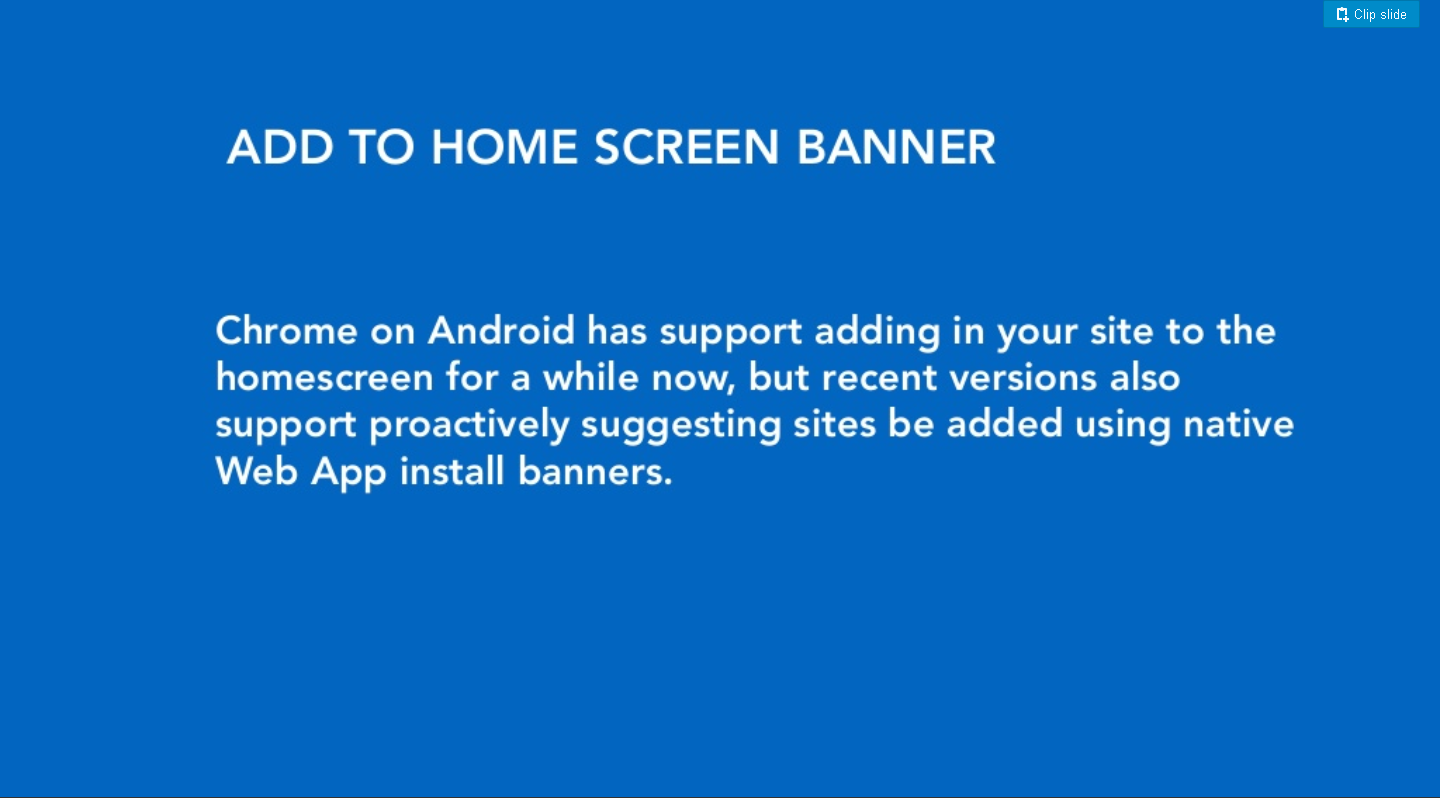 Clip slide
ADD TO HOME SCREEN BANNER
Chrome on Android has support adding in your site to the
homescreen for a while now, but recent versions also
support proactively suggesting sites be added using native
Web App install banners.